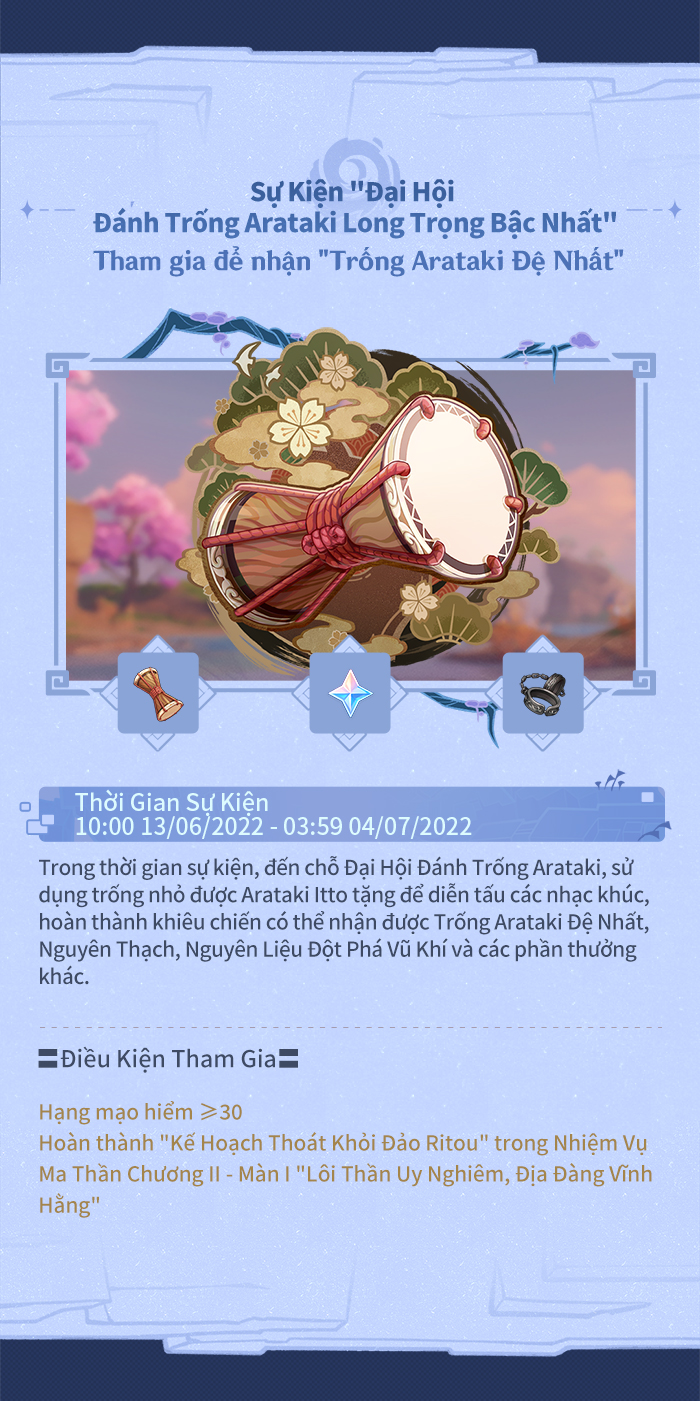 Sự Kiện "Đại Hội
Đánh Trống Arataki Long Trọng Bậc Nhất"
Tham gia để nhận "Trống Arataki Đệ Nhất"
Thời Gian Sự Kiện
10:00 13/06/2022 - 03:59 04/07/2022
Trong thời gian sự kiện, đến chỗ Đại Hội Đánh Trống Arataki, sử
dụng trống nhỏ được Arataki Itto tặng để diễn tấu các nhạc khúc,
hoàn thành khiêu chiến có thể nhận được Trống Arataki Đệ Nhất,
Nguyên Thạch, Nguyên Liệu Đột Phá Vũ Khí và các phần thưởng
khác.
〓Điều Kiện Tham Gia〓
Hạng mạo hiểm ≥30
Hoàn thành "Kế Hoạch Thoát Khỏi Đảo Ritou" trong Nhiệm Vụ
Ma Thần Chương II - Màn I "Lôi Thần Uy Nghiêm, Địa Đàng Vĩnh
Hằng"